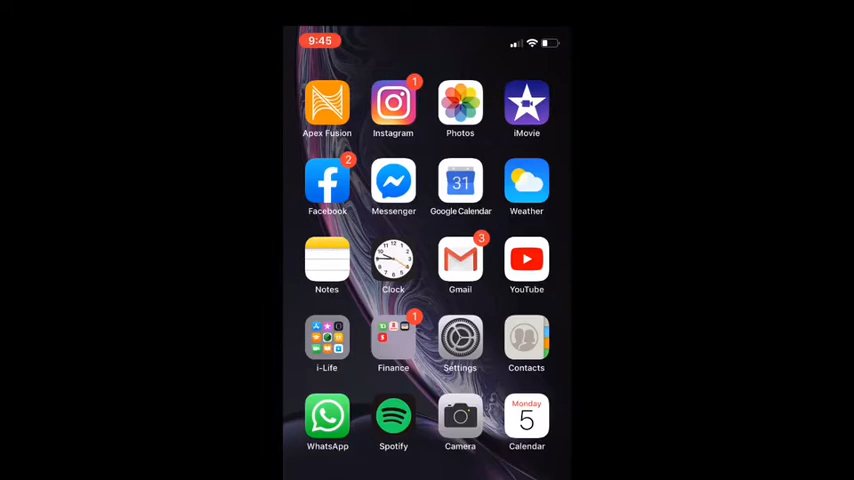 9:45
1
Apex Fusion Instagram Photos iMovie
2
31
Facebook Messenger Google Calendar Weather
3
Notes Clock Gmail YouTube
1
i-Life Finance Settings Contacts
Monday
5
WhatsApp Spotify Camera Calendar